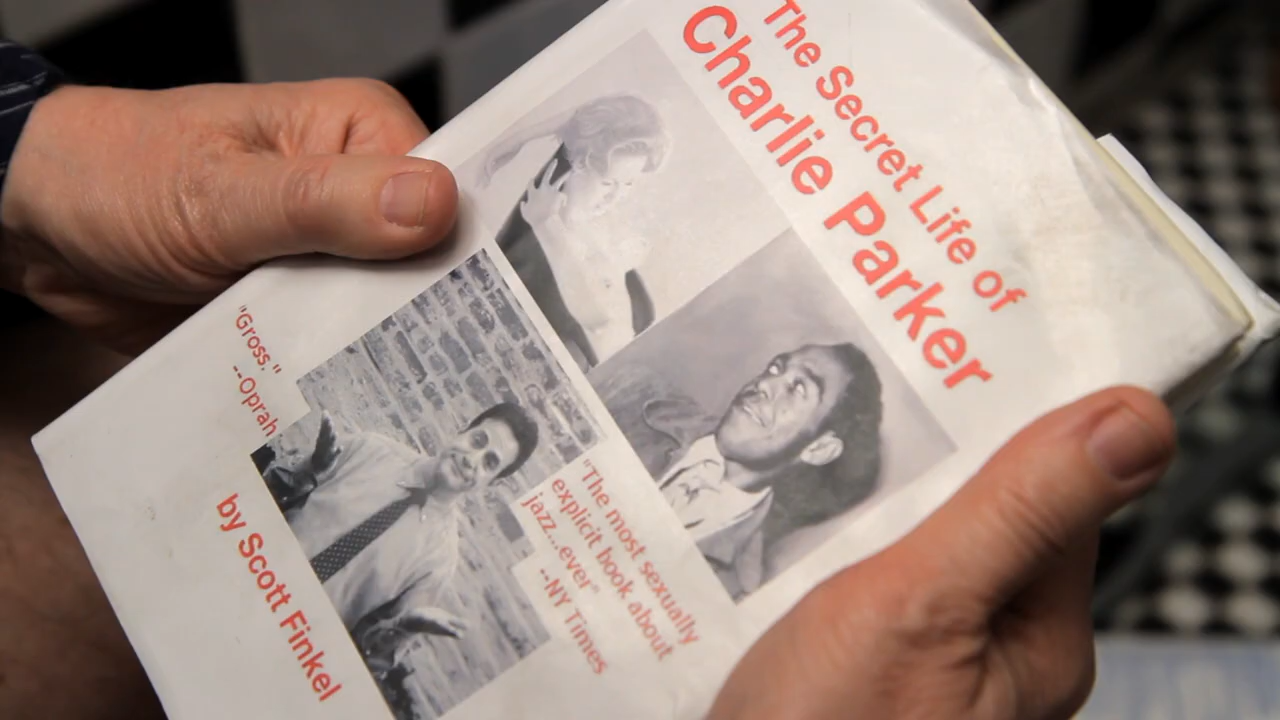 The Secret Life of
Charlie Parker
"Gross."
--Oprah
"The most sexually
explicit book about
jazz...ever"
--NY Times
by Scott Finkel